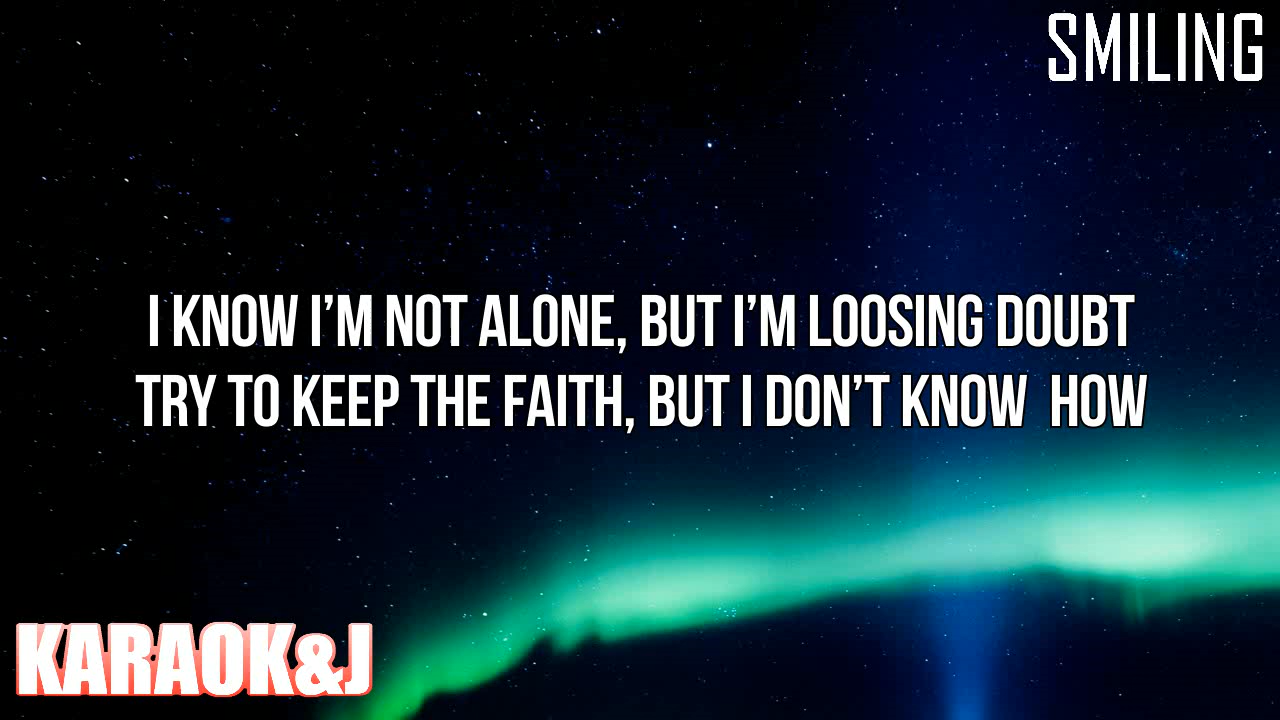 SMILING
I KNOW I'M NOT ALONE, BUT I'M LOOSING DOUBT
TRY TO KEEP THE FAITH, BUT I DON'T KNOW  HOW
KARAOK&J